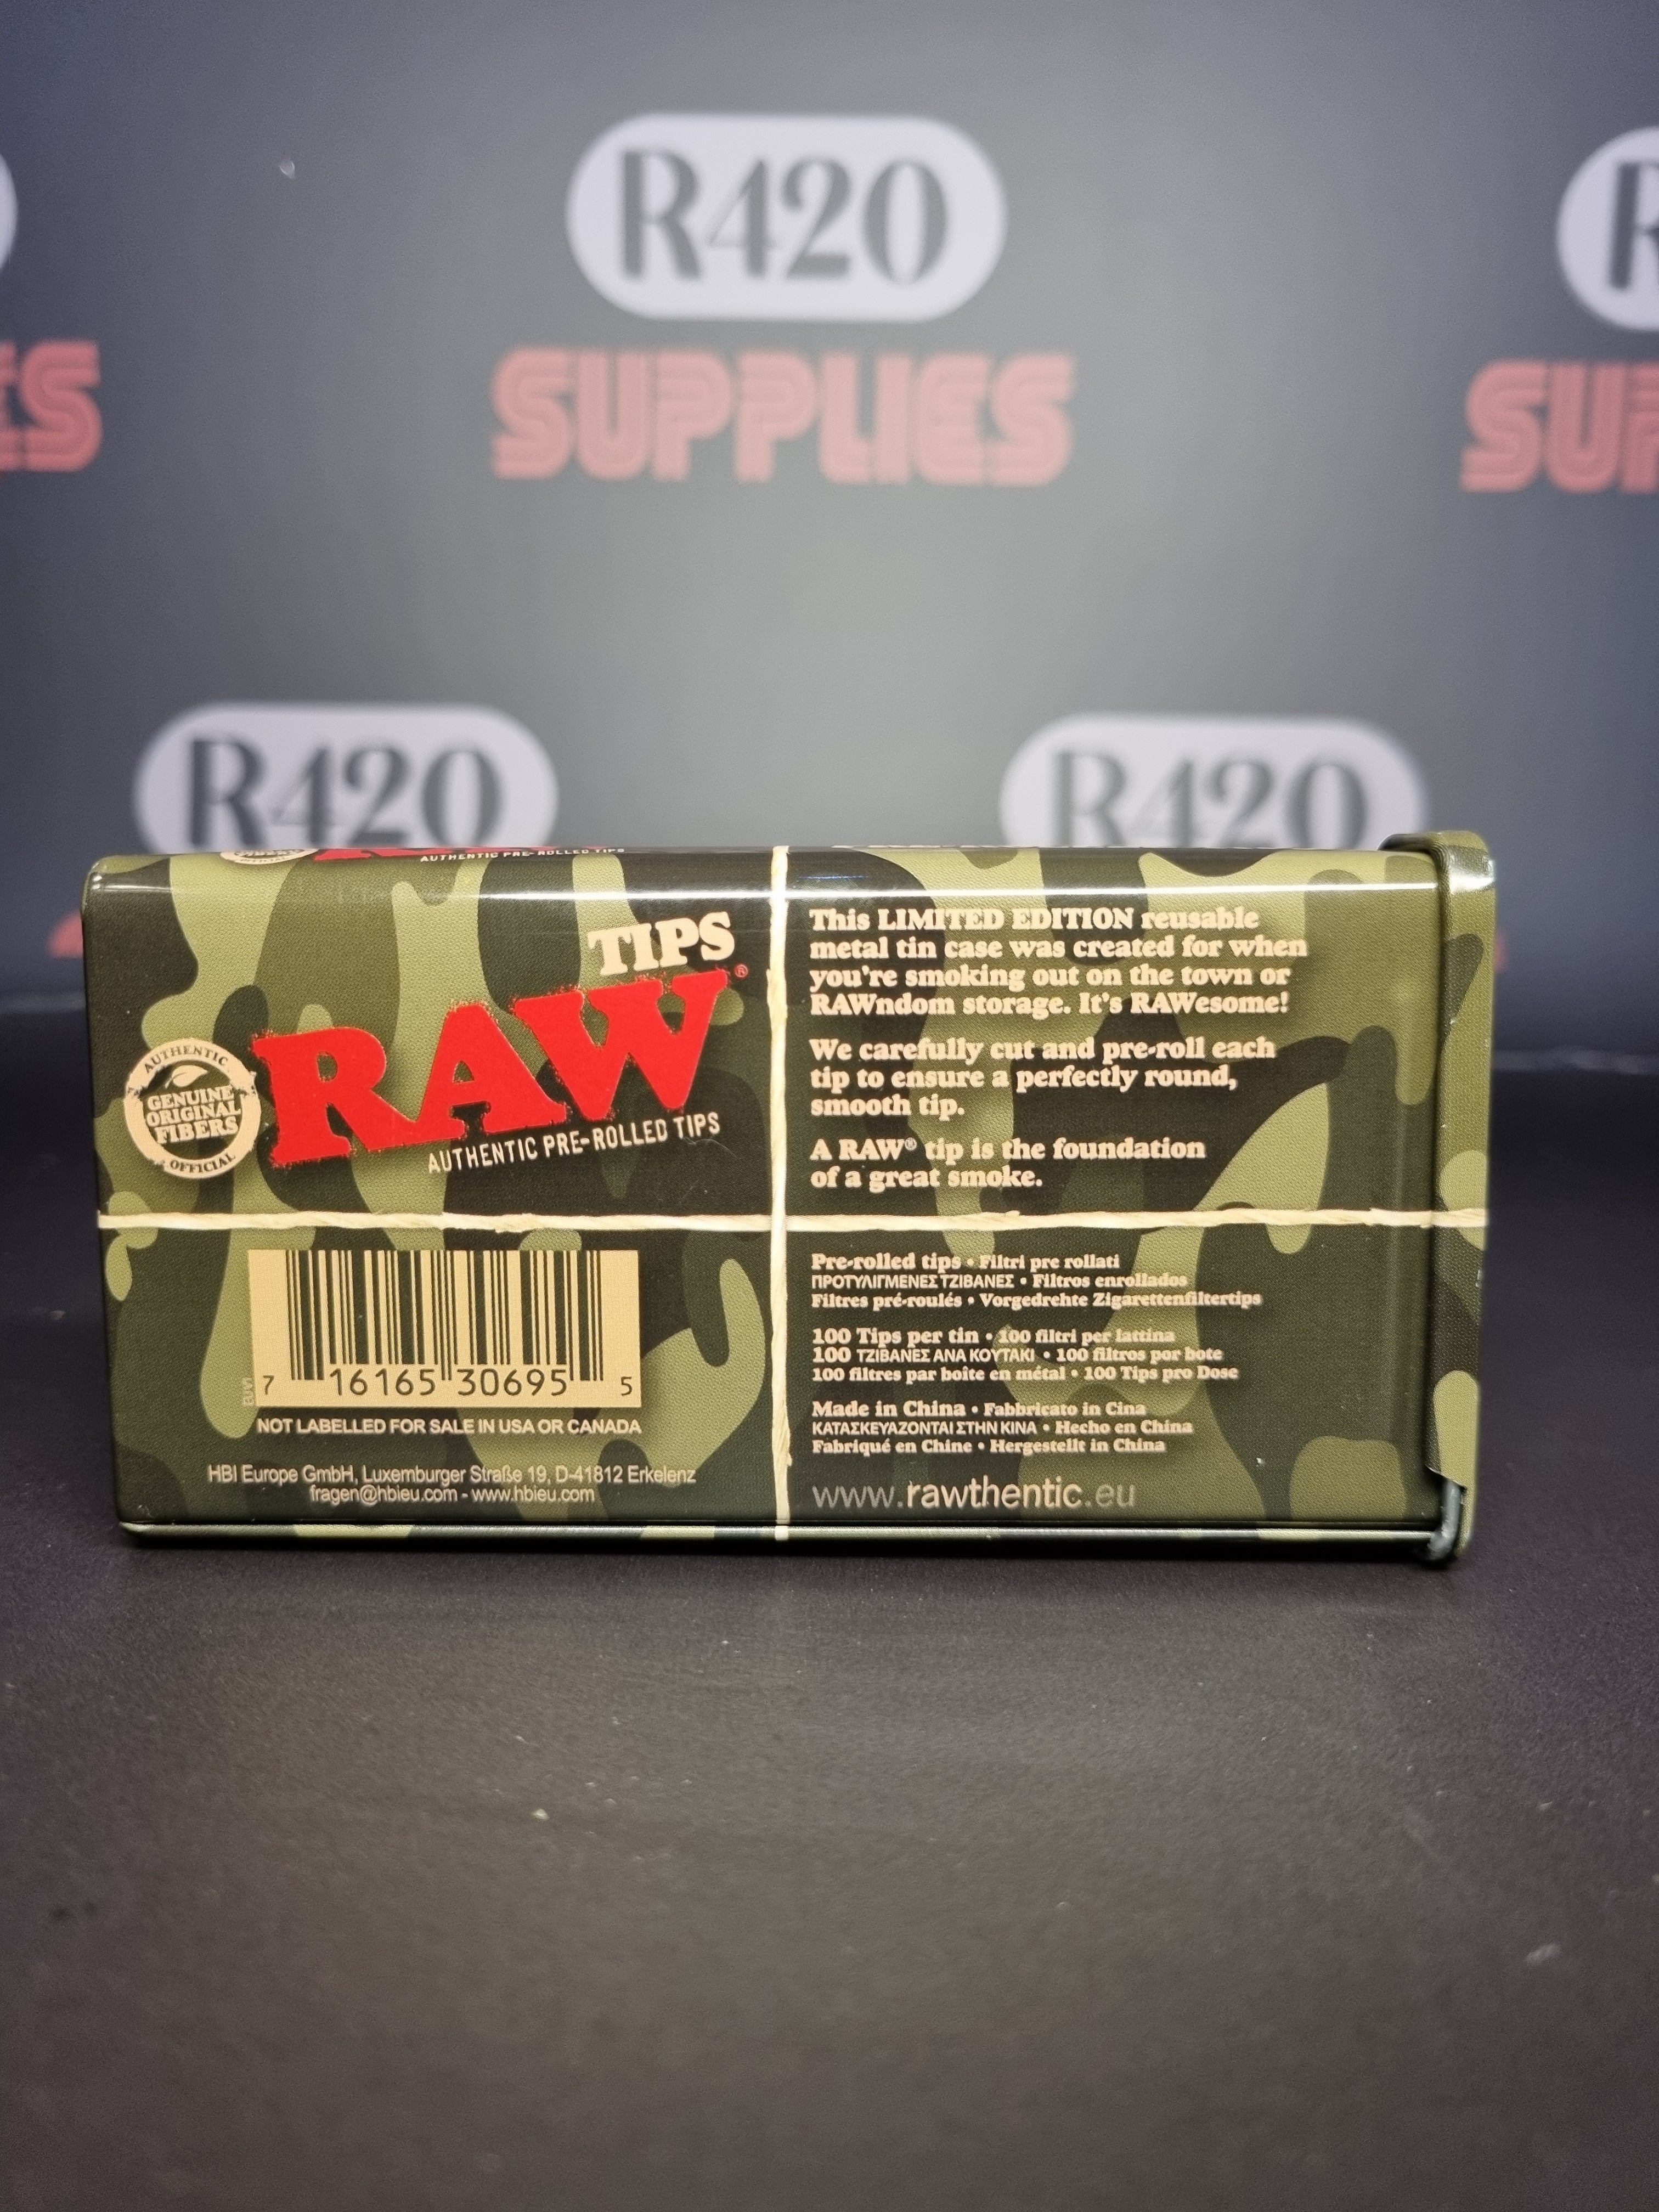 R420
SUPPLIES
R420
R420
AUTHENTIC PRE-ROLLED TIPS
TIPS
RAW®
AUTHENTIC PRE-ROLLED TIPS
AUTHENTIC
GENUINE
ORIGINAL
FIBERS
OFFICIAL
This LIMITED EDITION reusable
metal tin case was created for when
you're smoking out on the town or
RAWndom storage. It's RAWesome!
We carefully cut and pre-roll each
tip to ensure a perfectly round,
smooth tip.
A RAW® tip is the foundation
of a great smoke.
EUVI
7 16165 30695 5
NOT LABELLED FOR SALE IN USA OR CANADA
HBI Europe GmbH, Luxemburger Straße 19, D-41812 Erkelenz
fragen@hbieu.com - www.hbieu.com
Pre-rolled tips • Filtri pre rollati
ΠΡΟΤΥΛΙΓΜΕΝΕΣ ΤΖΙΒΑΝΕΣ • Filtros enrollados
Filtres pré-roulés • Vorgedrehte Zigarettenfiltertips
100 Tips per tin • 100 filtri per lattina
100 ΤΖΙΒΑΝΕΣ ΑΝΑ ΚΟΥΤΑΚΙ • 100 filtros por bote
100 filtres par boîte en métal • 100 Tips pro Dose
Made in China • Fabbricato in Cina
ΚΑΤΑΣΚΕΥΑΖΟΝΤΑΙ ΣΤΗΝ ΚΙΝΑ • Hecho en China
Fabriqué en Chine • Hergestellt in China
www.rawthentic.eu